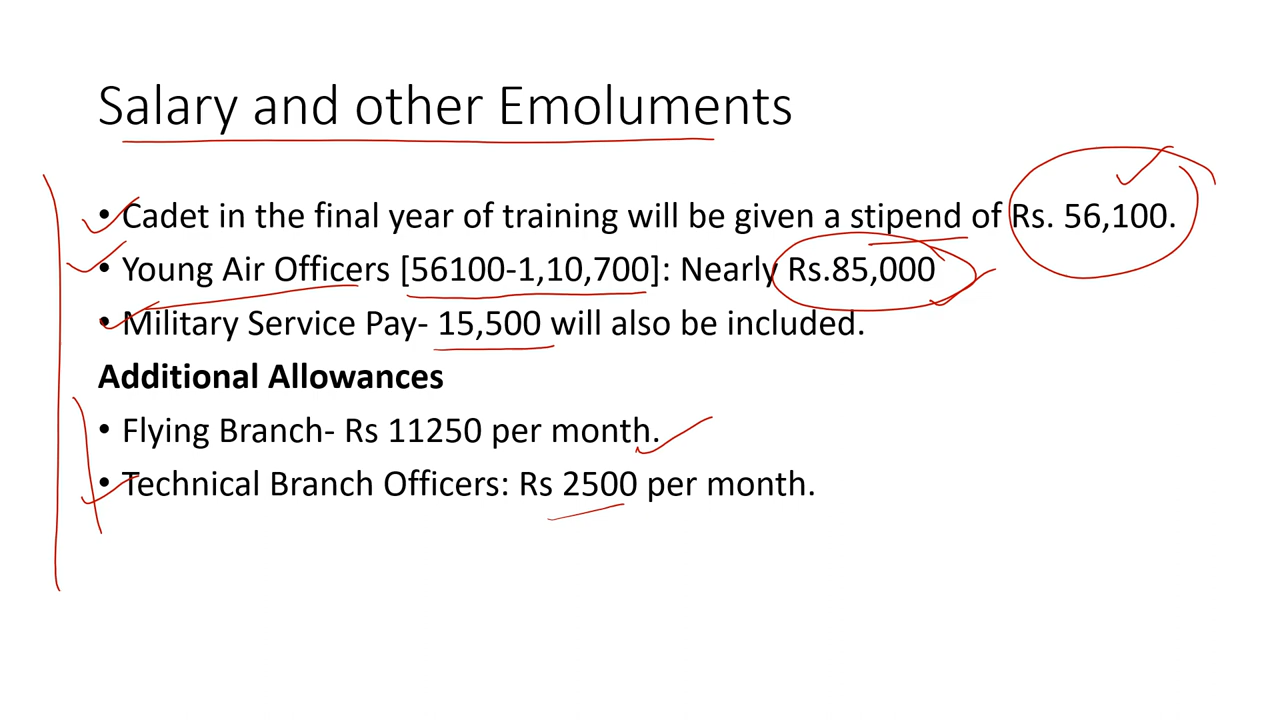 Salary and other Emoluments
• Cadet in the final year of training will be given a stipend of Rs. 56,100.
• Young Air Officers [56100-1,10,700]: Nearly Rs.85,000
• Military Service Pay- 15,500 will also be included.
Additional Allowances
• Flying Branch- Rs 11250 per month.
• Technical Branch Officers: Rs 2500 per month.